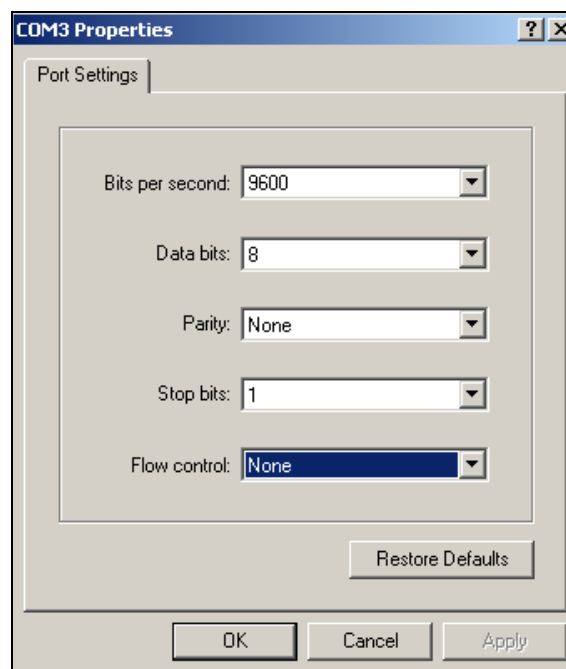 COM3 Properties
Port Settings
Bits per second: 9600
Data bits: 8
Parity: None
Stop bits: 1
Flow control: None
Restore Defaults
OK Cancel Apply